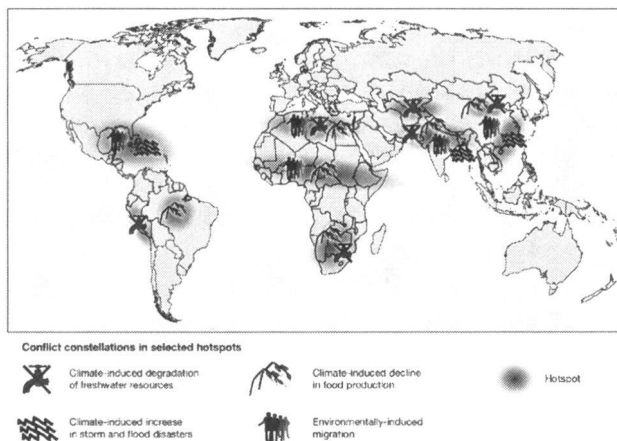 Conflict constellations in selected hotspots
Climate-induced degradation
of freshwater resources
Climate-induced decline
in food production
Hotspot
Climate-induced increase
in storm and flood disasters
Environmentally-induced
migration